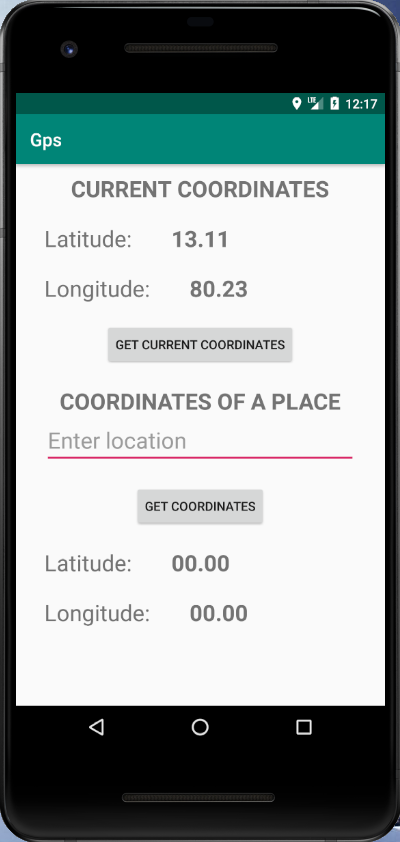 LTE 12:17
Gps
CURRENT COORDINATES
Latitude: 13.11
Longitude: 80.23
GET CURRENT COORDINATES
COORDINATES OF A PLACE
Enter location
GET COORDINATES
Latitude: 00.00
Longitude: 00.00